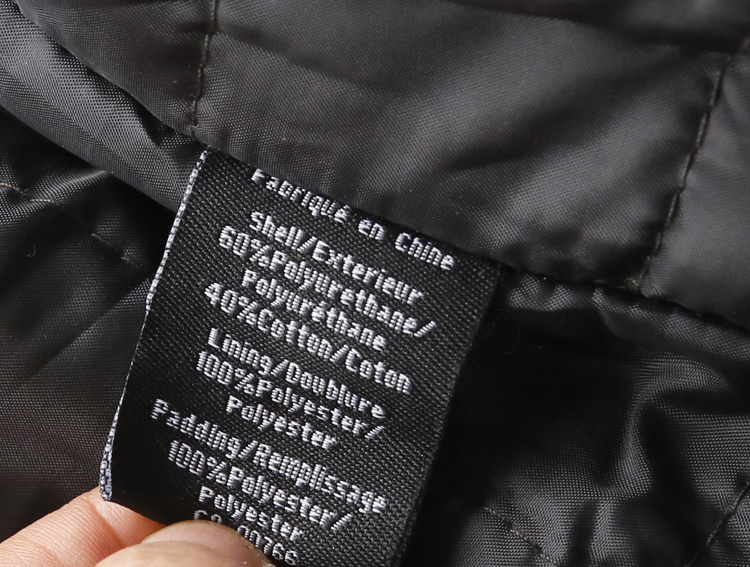 Fabriqué en Chine
Shell/Exterieur
60%Polyurethane/
Polyuréthane
40%Cotton/Coton
Lining/Doublure
100%Polyester/
Polyester
Padding/Remplissage
100%Polyester/
Polyester